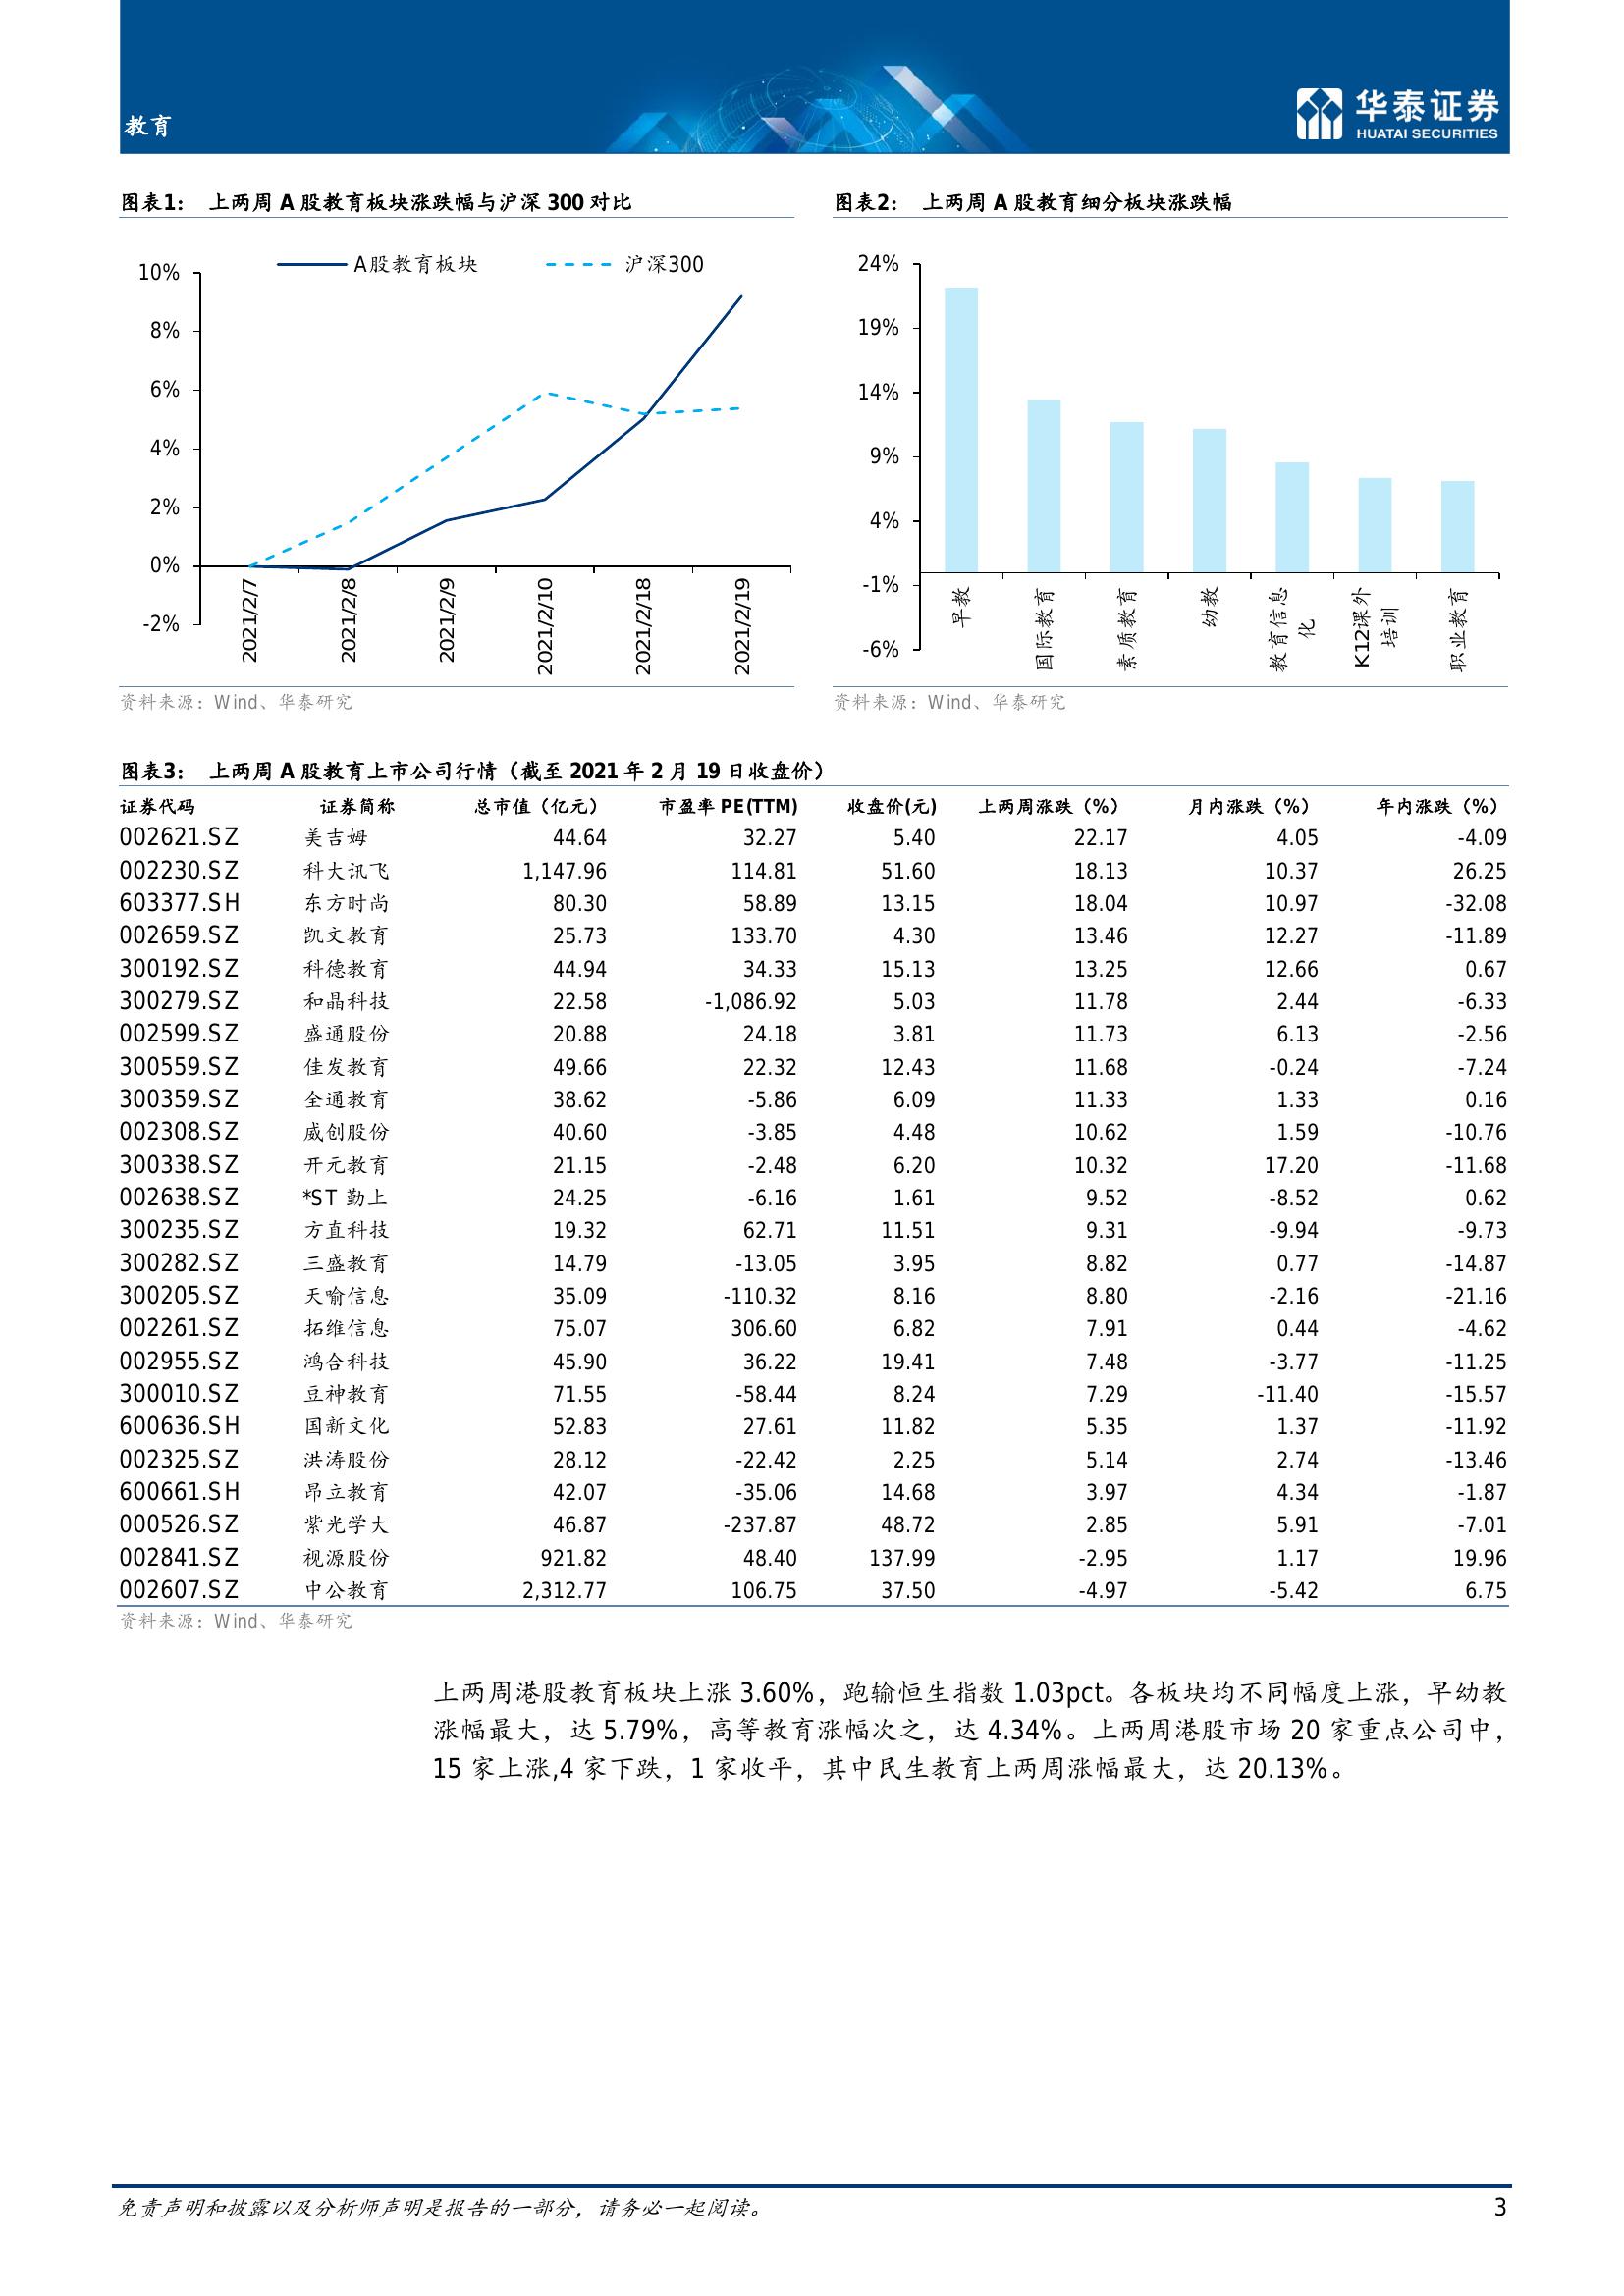 教育
华泰证券
HUATAI SECURITIES
图表1： 上两周 A 股教育板块涨跌幅与沪深 300 对比
A股教育板块 沪深300
10%
8%
6%
4%
2%
0%
-2%
2021/2/7 2021/2/8 2021/2/9 2021/2/10 2021/2/18 2021/2/19
资料来源：Wind、华泰研究
图表2： 上两周 A 股教育细分板块涨跌幅
24%
19%
14%
9%
4%
-1%
-6%
早教 国际教育 素质教育 幼教 教育信息化 K12课外培训 职业教育
资料来源：Wind、华泰研究
图表3： 上两周 A 股教育上市公司行情（截至 2021 年 2 月 19 日收盘价）
证券代码 证券简称 总市值（亿元） 市盈率 PE(TTM) 收盘价(元) 上两周涨跌（%） 月内涨跌（%） 年内涨跌（%）
002621.SZ 美吉姆 44.64 32.27 5.40 22.17 4.05 -4.09
002230.SZ 科大讯飞 1,147.96 114.81 51.60 18.13 10.37 26.25
603377.SH 东方时尚 80.30 58.89 13.15 18.04 10.97 -32.08
002659.SZ 凯文教育 25.73 133.70 4.30 13.46 12.27 -11.89
300192.SZ 科德教育 44.94 34.33 15.13 13.25 12.66 0.67
300279.SZ 和晶科技 22.58 -1,086.92 5.03 11.78 2.44 -6.33
002599.SZ 盛通股份 20.88 24.18 3.81 11.73 6.13 -2.56
300559.SZ 佳发教育 49.66 22.32 12.43 11.68 -0.24 -7.24
300359.SZ 全通教育 38.62 -5.86 6.09 11.33 1.33 0.16
002308.SZ 威创股份 40.60 -3.85 4.48 10.62 1.59 -10.76
300338.SZ 开元教育 21.15 -2.48 6.20 10.32 17.20 -11.68
002638.SZ *ST 勤上 24.25 -6.16 1.61 9.52 -8.52 0.62
300235.SZ 方直科技 19.32 62.71 11.51 9.31 -9.94 -9.73
300282.SZ 三盛教育 14.79 -13.05 3.95 8.82 0.77 -14.87
300205.SZ 天喻信息 35.09 -110.32 8.16 8.80 -2.16 -21.16
002261.SZ 拓维信息 75.07 306.60 6.82 7.91 0.44 -4.62
002955.SZ 鸿合科技 45.90 36.22 19.41 7.48 -3.77 -11.25
300010.SZ 豆神教育 71.55 -58.44 8.24 7.29 -11.40 -15.57
600636.SH 国新文化 52.83 27.61 11.82 5.35 1.37 -11.92
002325.SZ 洪涛股份 28.12 -22.42 2.25 5.14 2.74 -13.46
600661.SH 昂立教育 42.07 -35.06 14.68 3.97 4.34 -1.87
000526.SZ 紫光学大 46.87 -237.87 48.72 2.85 5.91 -7.01
002841.SZ 视源股份 921.82 48.40 137.99 -2.95 1.17 19.96
002607.SZ 中公教育 2,312.77 106.75 37.50 -4.97 -5.42 6.75
资料来源：Wind、华泰研究
上两周港股教育板块上涨 3.60%，跑输恒生指数 1.03pct。各板块均不同幅度上涨，早幼教
涨幅最大，达 5.79%，高等教育涨幅次之，达 4.34%。上两周港股市场 20 家重点公司中，
15 家上涨,4 家下跌，1 家收平，其中民生教育上两周涨幅最大，达 20.13%。
免责声明和披露以及分析师声明是报告的一部分，请务必一起阅读。 3